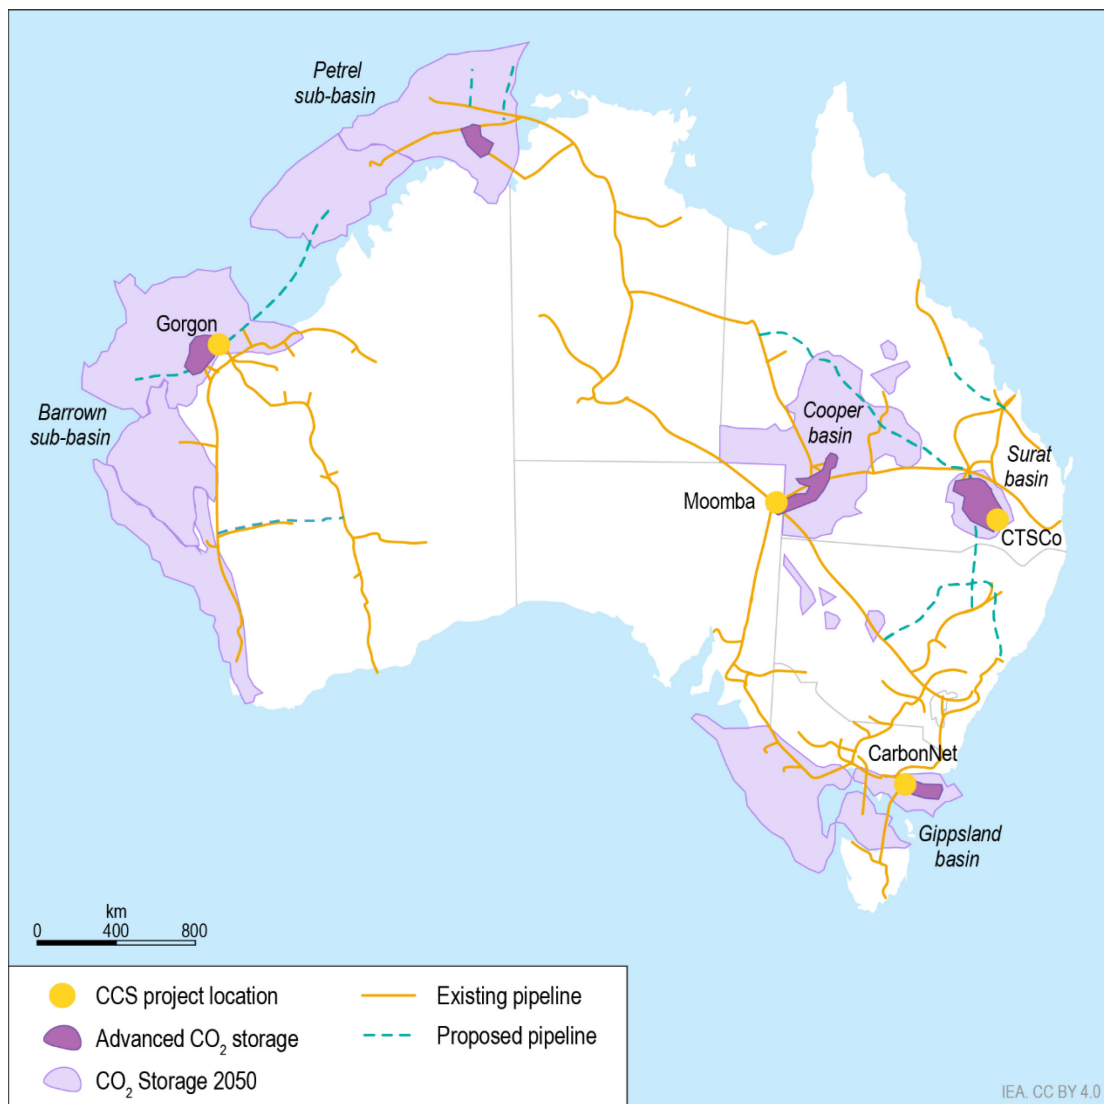 Petrel
sub-basin
Gorgon
Barrown
sub-basin
Cooper
basin
Surat
basin
Moomba
CTSCo
CarbonNet
Gippsland
basin
km
0 400 800
CCS project location
Existing pipeline
Advanced CO₂ storage
Proposed pipeline
CO₂ Storage 2050
IEA. CC BY 4.0